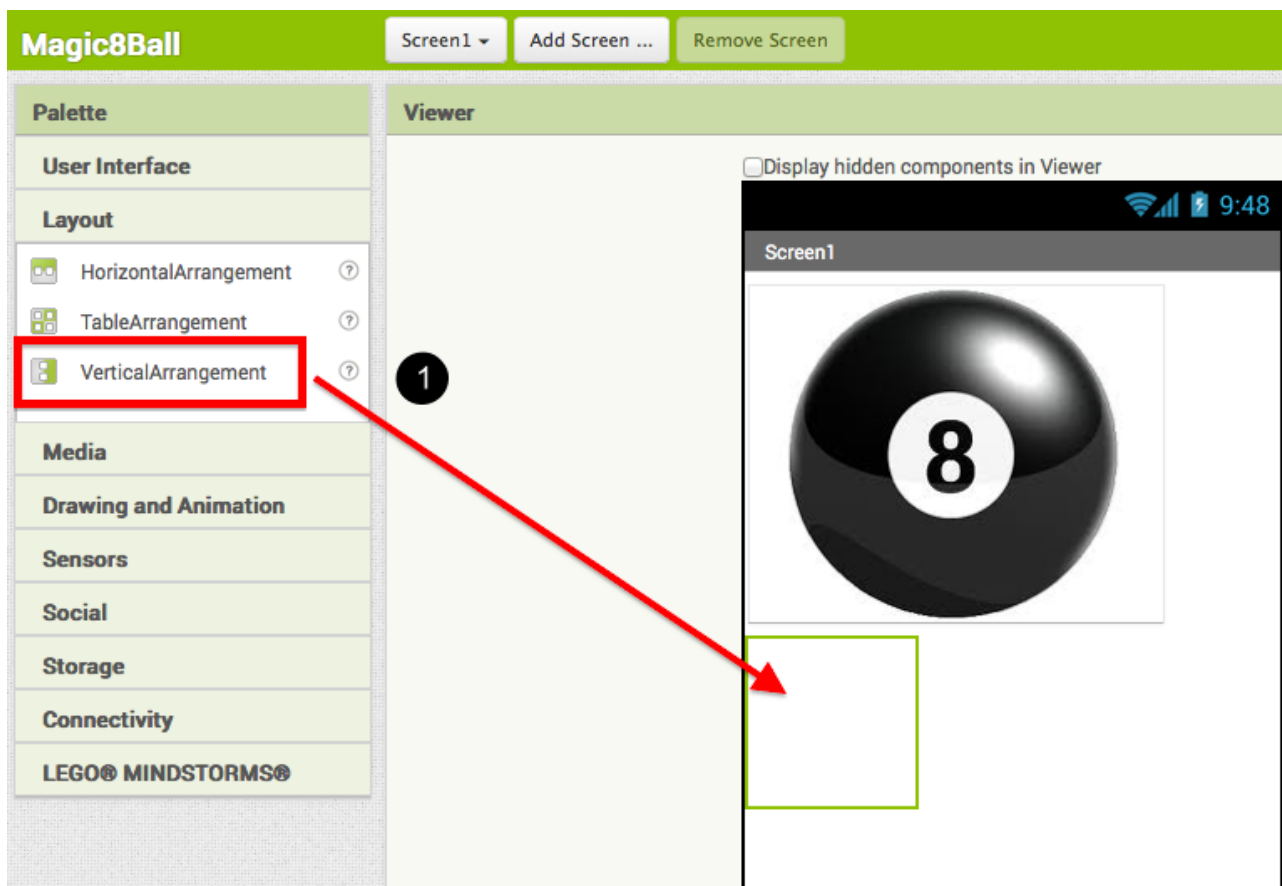 Magic8Ball
Screen1
Add Screen ...
Remove Screen
Palette
User Interface
Layout
HorizontalArrangement ?
TableArrangement ?
VerticalArrangement ?
Media
Drawing and Animation
Sensors
Social
Storage
Connectivity
LEGO® MINDSTORMS®
1
Viewer
Display hidden components in Viewer
9:48
Screen1
8